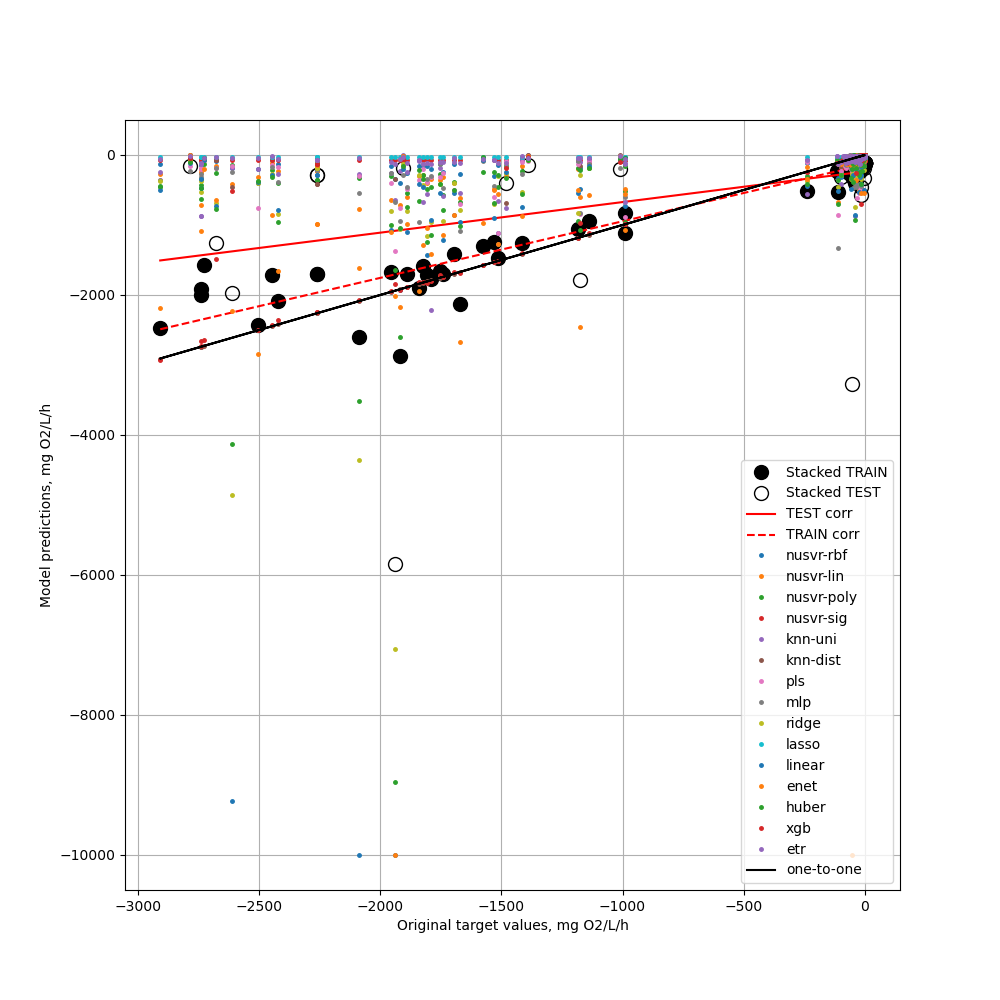 0
−2000
−4000
−6000
−8000
−10000
Model predictions, mg O2/L/h
−3000
−2500
−2000
−1500
−1000
−500
0
Original target values, mg O2/L/h
Stacked TRAIN
Stacked TEST
TEST corr
TRAIN corr
nusvr-rbf
nusvr-lin
nusvr-poly
nusvr-sig
knn-uni
knn-dist
pls
mlp
ridge
lasso
linear
enet
huber
xgb
etr
one-to-one